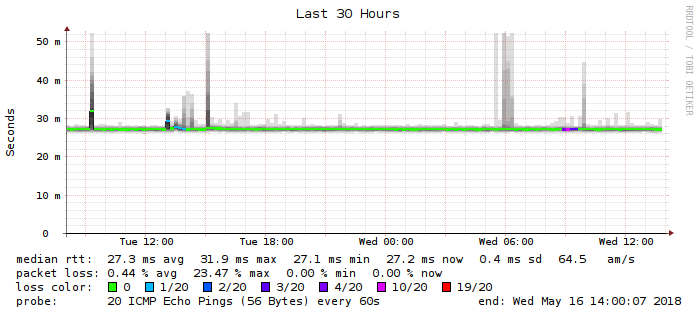 Last 30 Hours
RRDTOOL / TOBI OETIKER
Seconds
50 m
40 m
30 m
20 m
10 m
0
Tue 12:00 Tue 18:00 Wed 00:00 Wed 06:00 Wed 12:00
median rtt: 27.3 ms avg 31.9 ms max 27.1 ms min 27.2 ms now 0.4 ms sd 64.5 am/s
packet loss: 0.44 % avg 23.47 % max 0.00 % min 0.00 % now
loss color: 0 1/20 2/20 3/20 4/20 10/20 19/20
probe: 20 ICMP Echo Pings (56 Bytes) every 60s end: Wed May 16 14:00:07 2018